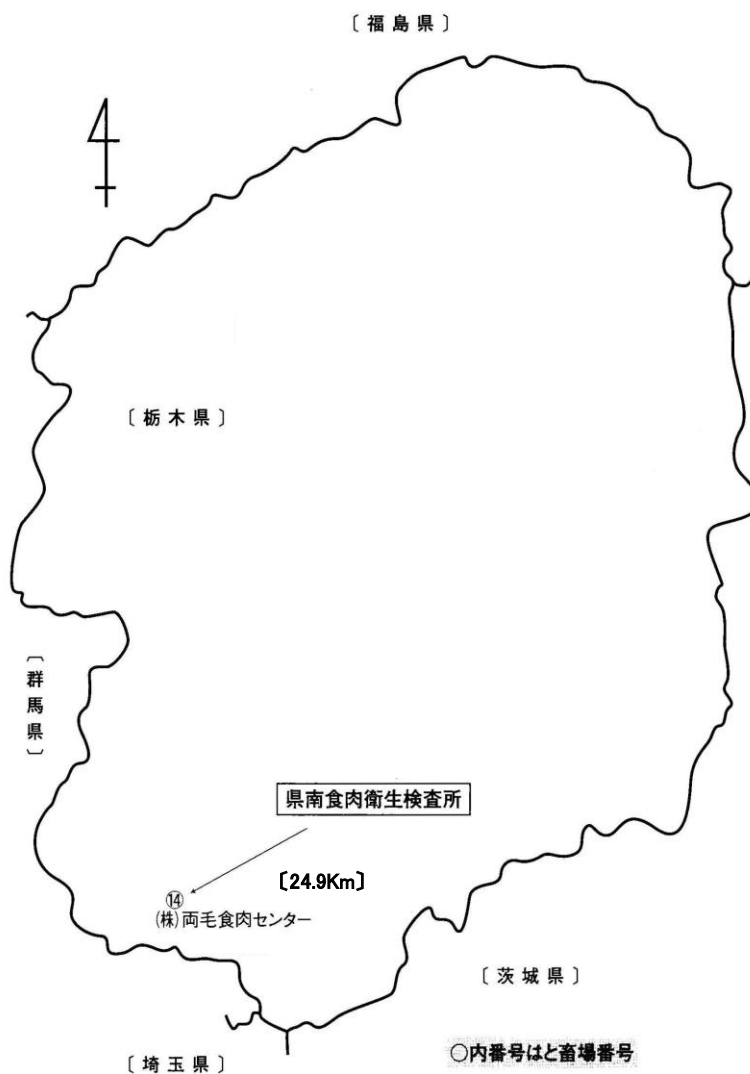 〔福島県〕
〔栃木県〕
〔群馬県〕
県南食肉衛生検査所
〔24.9Km〕
⑭
(株)両毛食肉センター
〔茨城県〕
〔埼玉県〕
○内番号はと畜場番号